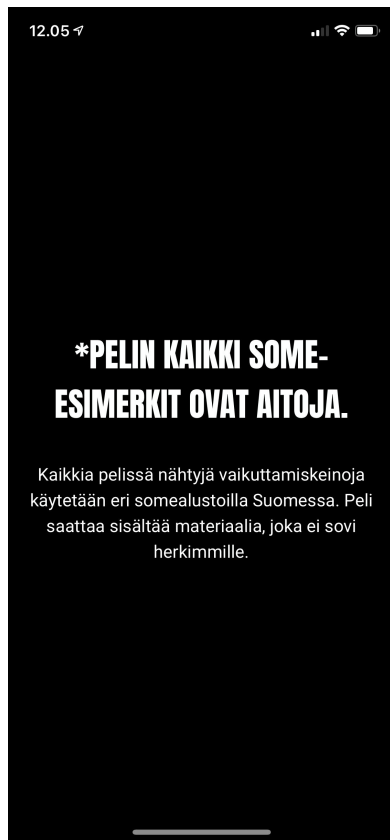 12.05
*PELIN KAIKKI SOME-
ESIMERKIT OVAT AITOJA.
Kaikkia pelissä nähtyjä vaikuttamiskeinoja
käytetään eri somealustoilla Suomessa. Peli
saattaa sisältää materiaalia, joka ei sovi
herkimmille.